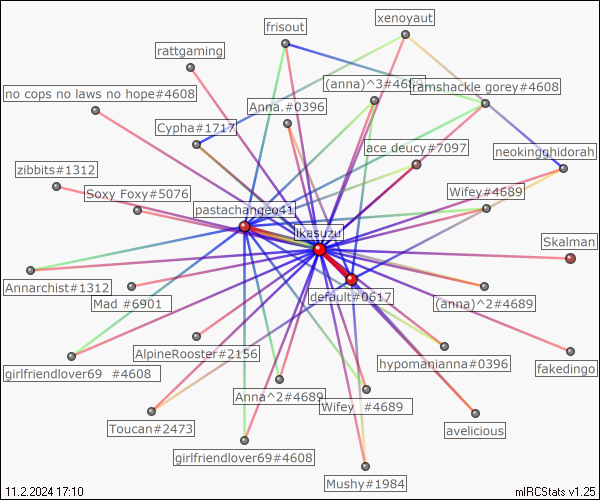 xenoyaut
frisout
rattgaming
(anna)^3#4689
ramshackle gorey#4608
no cops no laws no hope#4608
Anna.#0396
Cypha#1717
ace deucy#7097
neokingghidorah
zibbits#1312
Soxy Foxy#5076
Wifey#4689
pastachangeo41
ikasuzu
Skalman
Annarchist#1312
default#0617
Mad #6901
(anna)^2#4689
AlpineRooster#2156
hypomanianna#0396
fakedingo
girlfriendlover69 #4608
Anna^2#4689
Wifey #4689
Toucan#2473
avelicious
girlfriendlover69#4608
Mushy#1984
11.2.2024 17:10
mIRCStats v1.25